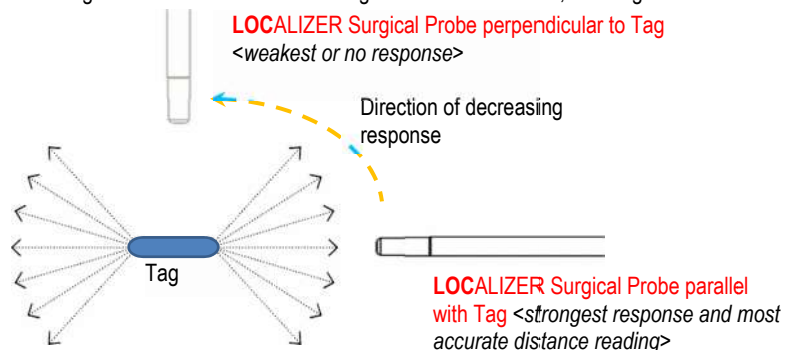 LOCALIZER Surgical Probe perpendicular to Tag
<weakest or no response>
Direction of decreasing
response
Tag
LOCALIZER Surgical Probe parallel
with Tag <strongest response and most
accurate distance reading>